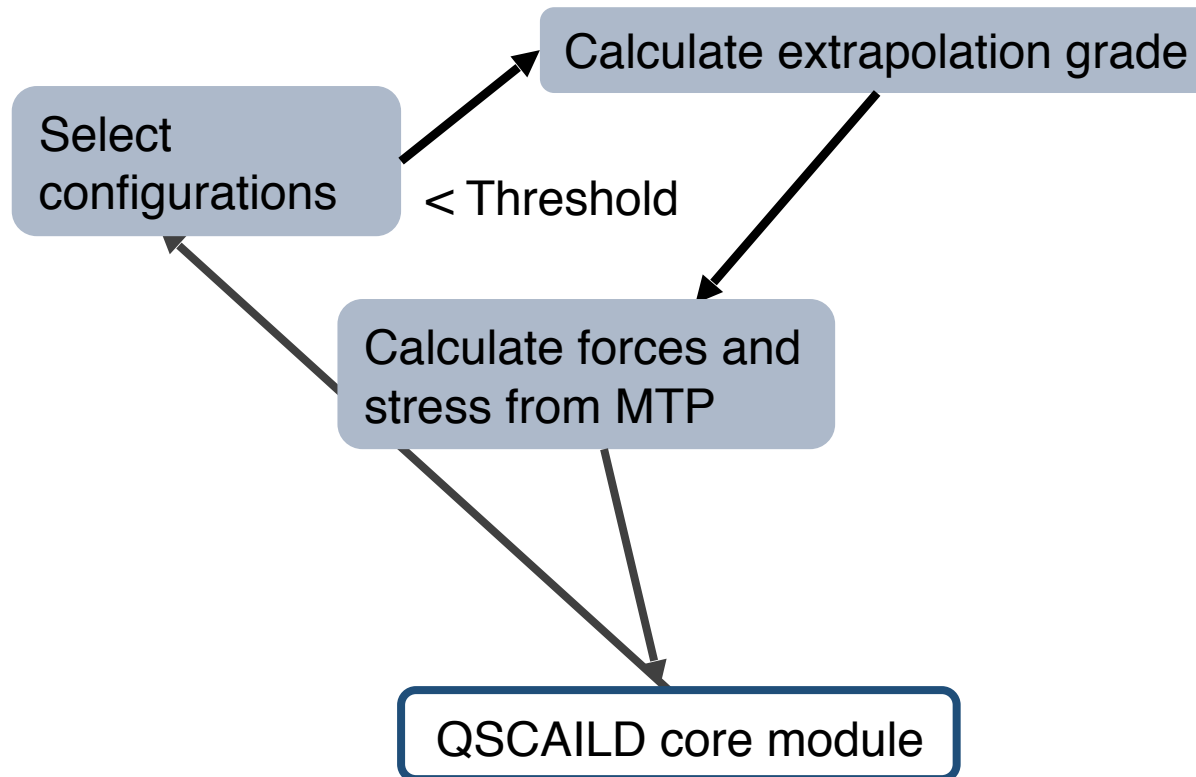 Calculate extrapolation grade
Select
configurations
< Threshold
Calculate forces and
stress from MTP
QSCAILD core module